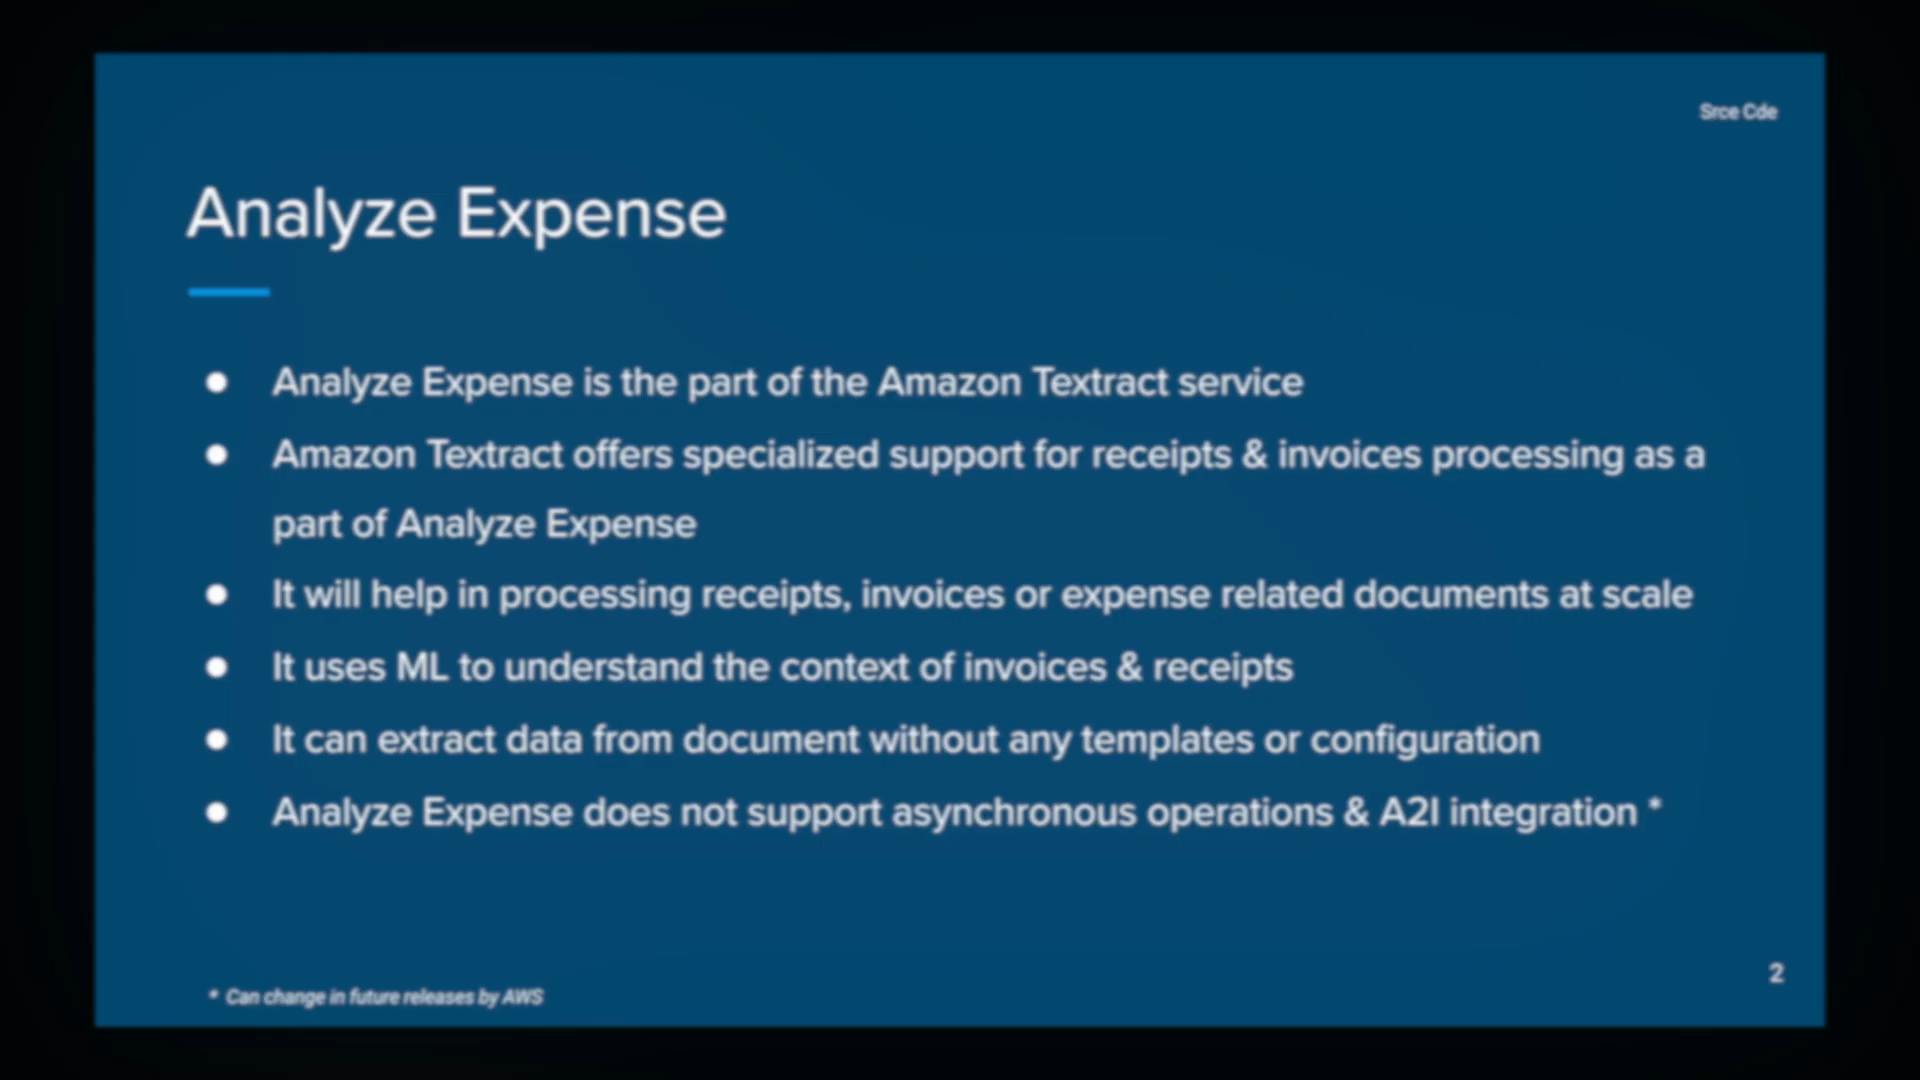 Srce Cde
Analyze Expense
● Analyze Expense is the part of the Amazon Textract service
● Amazon Textract offers specialized support for receipts & invoices processing as a
part of Analyze Expense
● It will help in processing receipts, invoices or expense related documents at scale
● It uses ML to understand the context of invoices & receipts
● It can extract data from document without any templates or configuration
● Analyze Expense does not support asynchronous operations & A2I integration *
* Can change in future releases by AWS
2